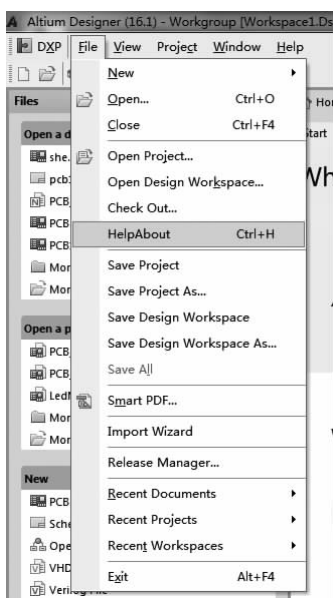 Altium Designer (16.1) - Workgroup [Workspace1.Ds
DXP File View Project Window Help
New
Files
Open... Ctrl+O
Close Ctrl+F4
Open a d
start
she.
Open Project...
pcb
Open Design Workspace...
Wh
PCB
Check Out...
PCB
HelpAbout Ctrl+H
PCB
Mor
Save Project
Mor
Save Project As...
Save Design Workspace
Open a p
Save Design Workspace As...
PCB
Save All
PCB
Led
Smart PDF...
Mor
Import Wizard
Mor
Release Manager...
New
Recent Documents
PCB
Recent Projects
Sche
Recent Workspaces
Ope
VHD
Exit Alt+F4
Verilog File